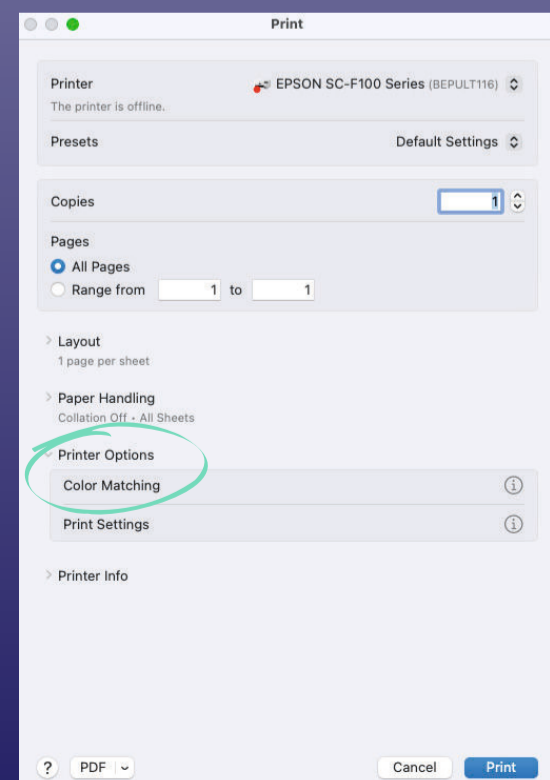 Print
Printer EPSON SC-F100 Series (BEPULT116)
The printer is offline.
Presets Default Settings
Copies 1
Pages
All Pages
Range from 1 to 1
Layout
1 page per sheet
Paper Handling
Collation Off • All Sheets
Printer Options
Color Matching
Print Settings
Printer Info
? PDF Cancel Print